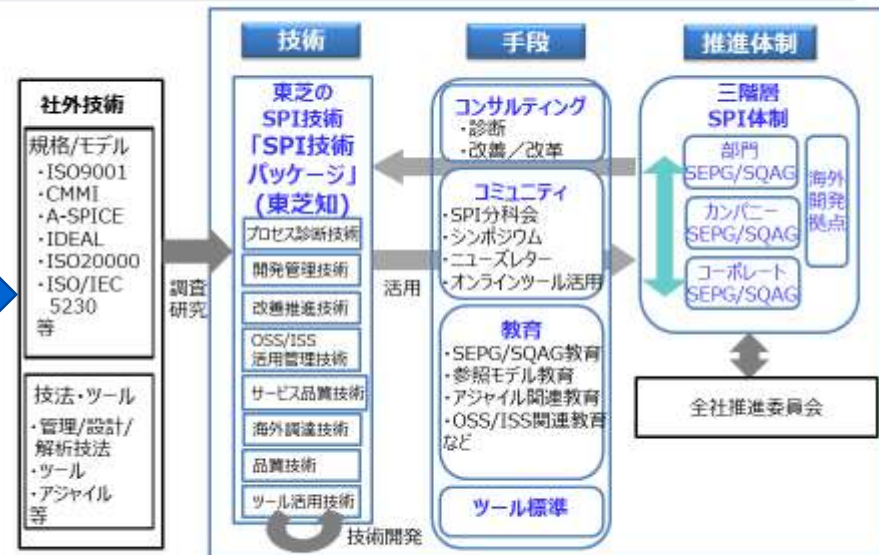 技術
手段
推進体制
社外技術
規格/モデル
・ISO9001
・CMMI
・A-SPICE
・IDEAL
・ISO20000
・ISO/IEC
5230
等
技法・ツール
・管理/設計/
解析技法
・ツール
・アジャイル
等
調査
研究
東芝の
SPI技術
「SPI技術
パッケージ」
(東芝知)
プロセス診断技術
開発管理技術
改善推進技術
OSS/ISS
活用管理技術
サービス品質技術
海外調達技術
品質技術
ツール活用技術
技術開発
活用
コンサルティング
・診断
・改善/改革
コミュニティ
・SPI分科会
・シンポジウム
・ニューズレター
・オンラインツール活用
教育
・SEPG/SQAG教育
・参照モデル教育
・アジャイル関連教育
・OSS/ISS関連教育
など
ツール標準
三階層
SPI体制
部門
SEPG/SQAG
カンパニー
SEPG/SQAG
コーポレート
SEPG/SQAG
海外
開発
拠点
全社推進委員会